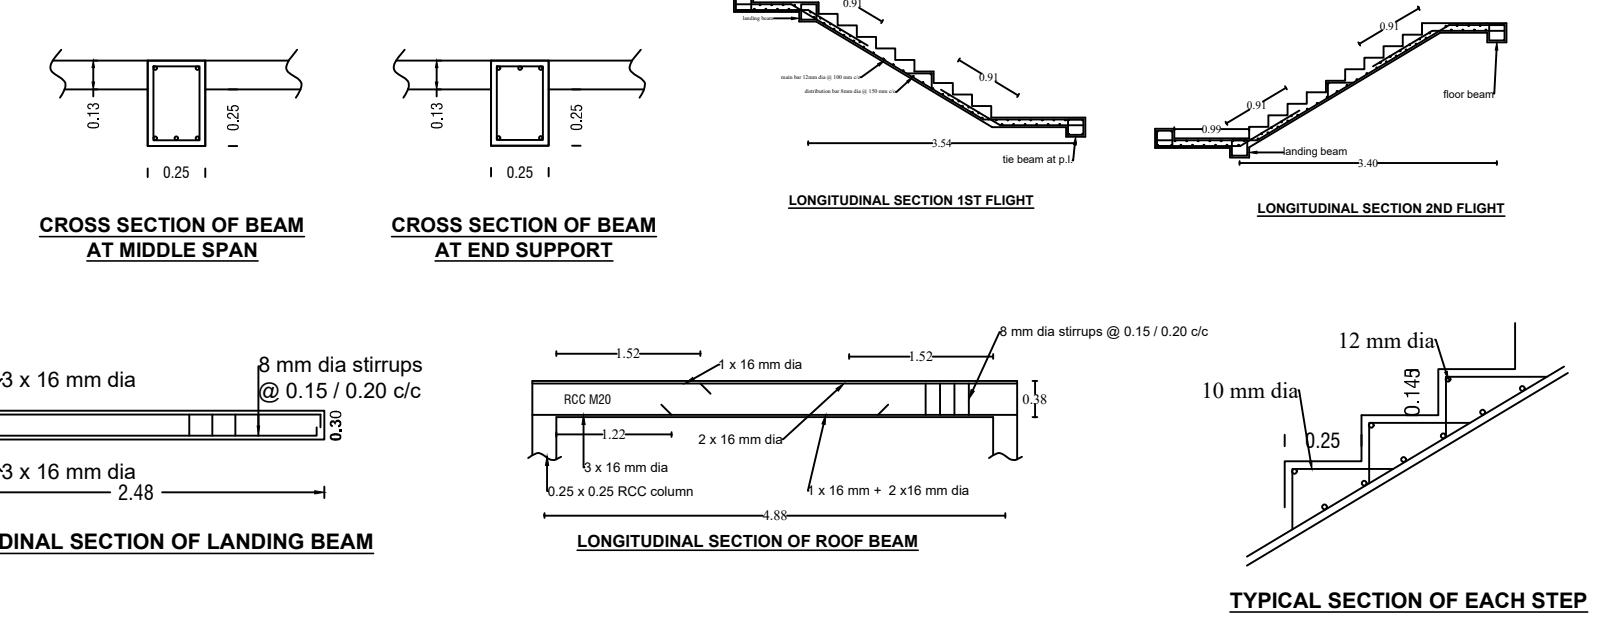 0.13
0.25
0.25
CROSS SECTION OF BEAM
AT MIDDLE SPAN
0.13
0.25
0.25
CROSS SECTION OF BEAM
AT END SUPPORT
0.91
landing beam
main bar 12mm dia @ 100 mm c/c
distribution bar 8mm dia @ 150 mm c/c
0.91
3.54
tie beam at p.l.
LONGITUDINAL SECTION 1ST FLIGHT
0.91
0.91
0.99
floor beam
landing beam
3.40
LONGITUDINAL SECTION 2ND FLIGHT
3 x 16 mm dia
8 mm dia stirrups
@ 0.15 / 0.20 c/c
0.30
3 x 16 mm dia
2.48
DINAL SECTION OF LANDING BEAM
8 mm dia stirrups @ 0.15 / 0.20 c/c
1.52
1.52
1 x 16 mm dia
RCC M20
0.38
1.22
2 x 16 mm dia
3 x 16 mm dia
0.25 x 0.25 RCC column
1 x 16 mm + 2 x16 mm dia
4.88
LONGITUDINAL SECTION OF ROOF BEAM
12 mm dia
10 mm dia
0.145
0.25
TYPICAL SECTION OF EACH STEP